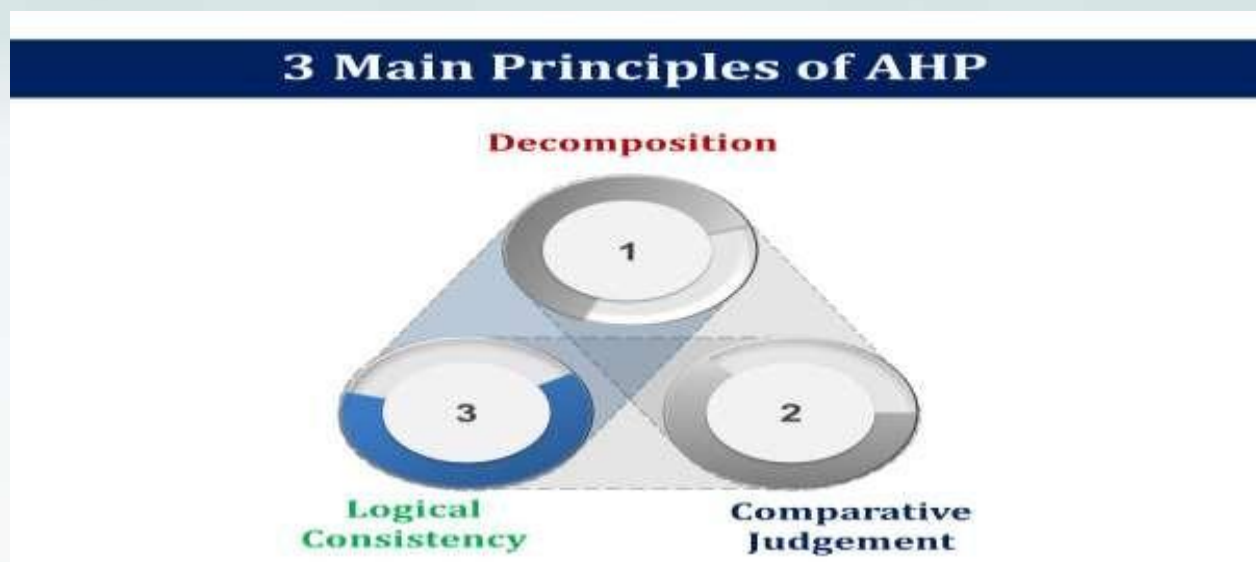 3 Main Principles of AHP
Decomposition
1
3
2
Logical
Consistency
Comparative
Judgement